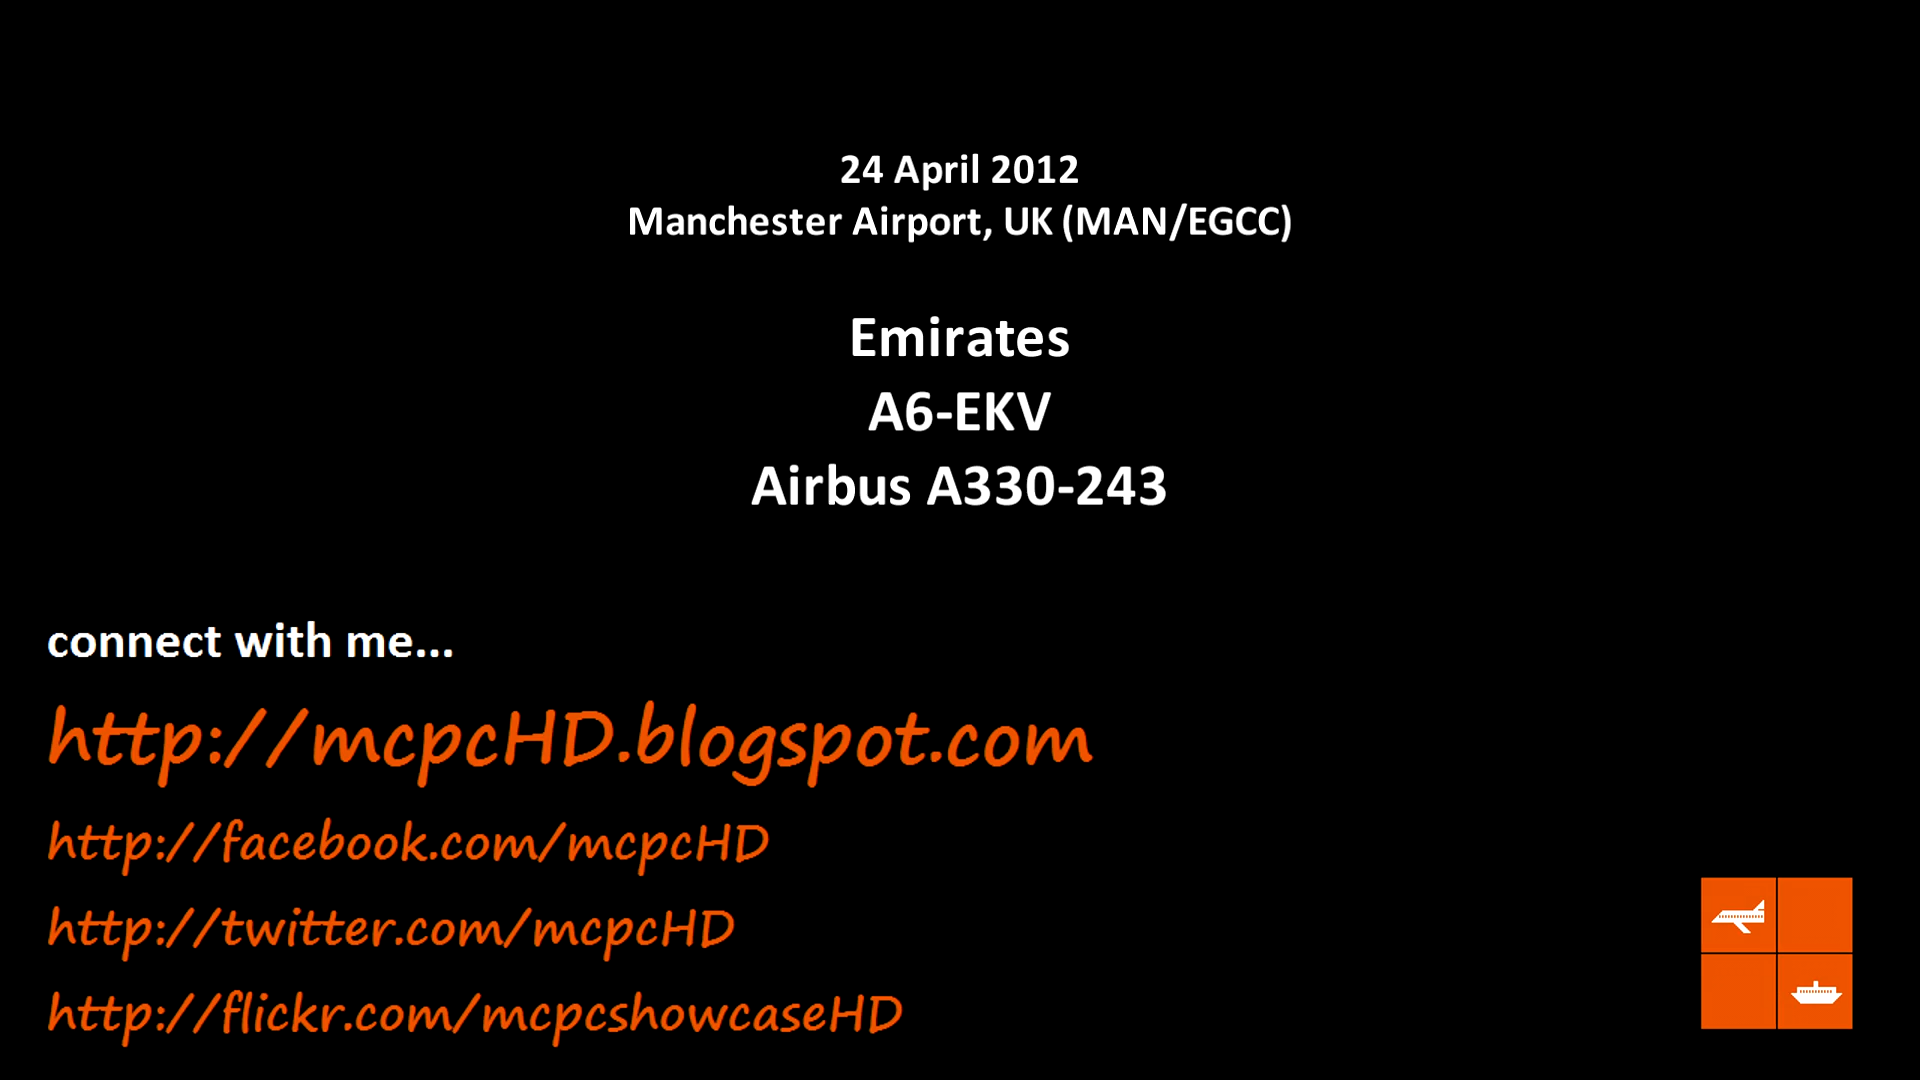 24 April 2012
Manchester Airport, UK (MAN/EGCC)
Emirates
A6-EKV
Airbus A330-243
connect with me...
http://mcpcHD.blogspot.com
http://facebook.com/mcpcHD
http://twitter.com/mcpcHD
http://flickr.com/mcpcshowcaseHD